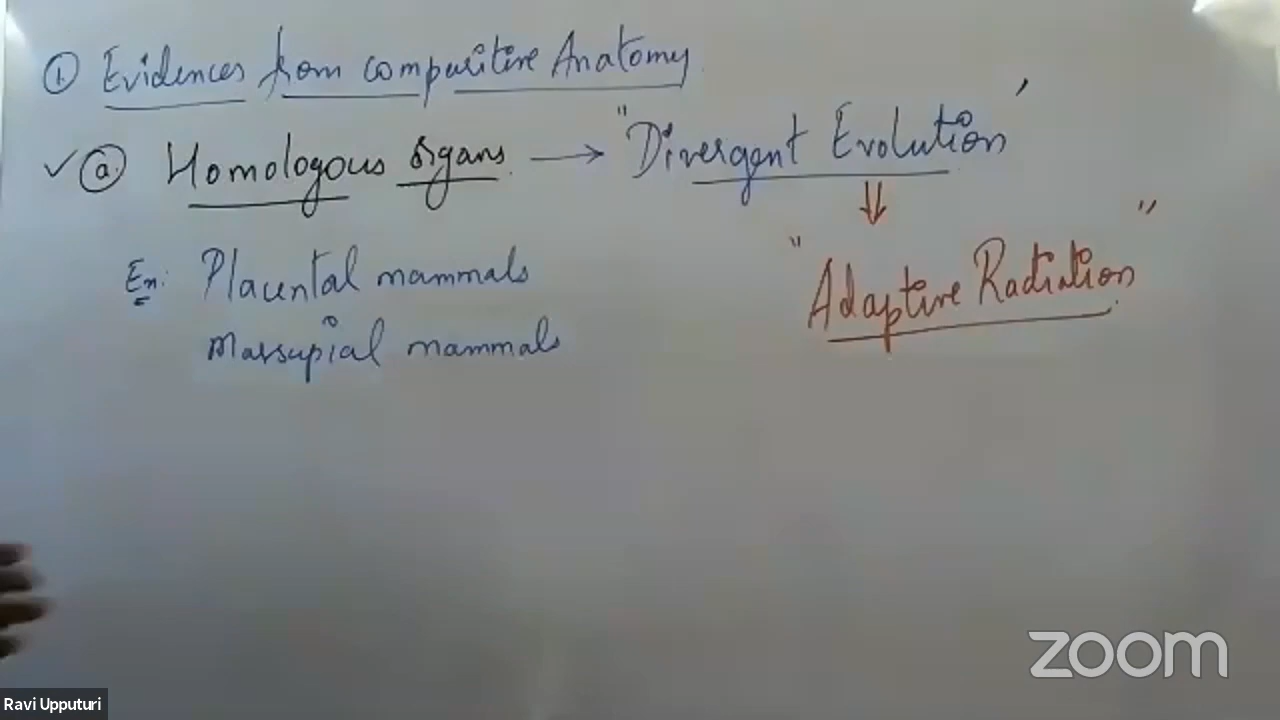 ① Evidences from comparitive Anatomy
✓ ⓐ Homologous organs. → "Divergent Evolution'
⇓
"Adaptive Radiation"
Ex: Placental mammals
Marsupial mammals
zoom
Ravi Upputuri